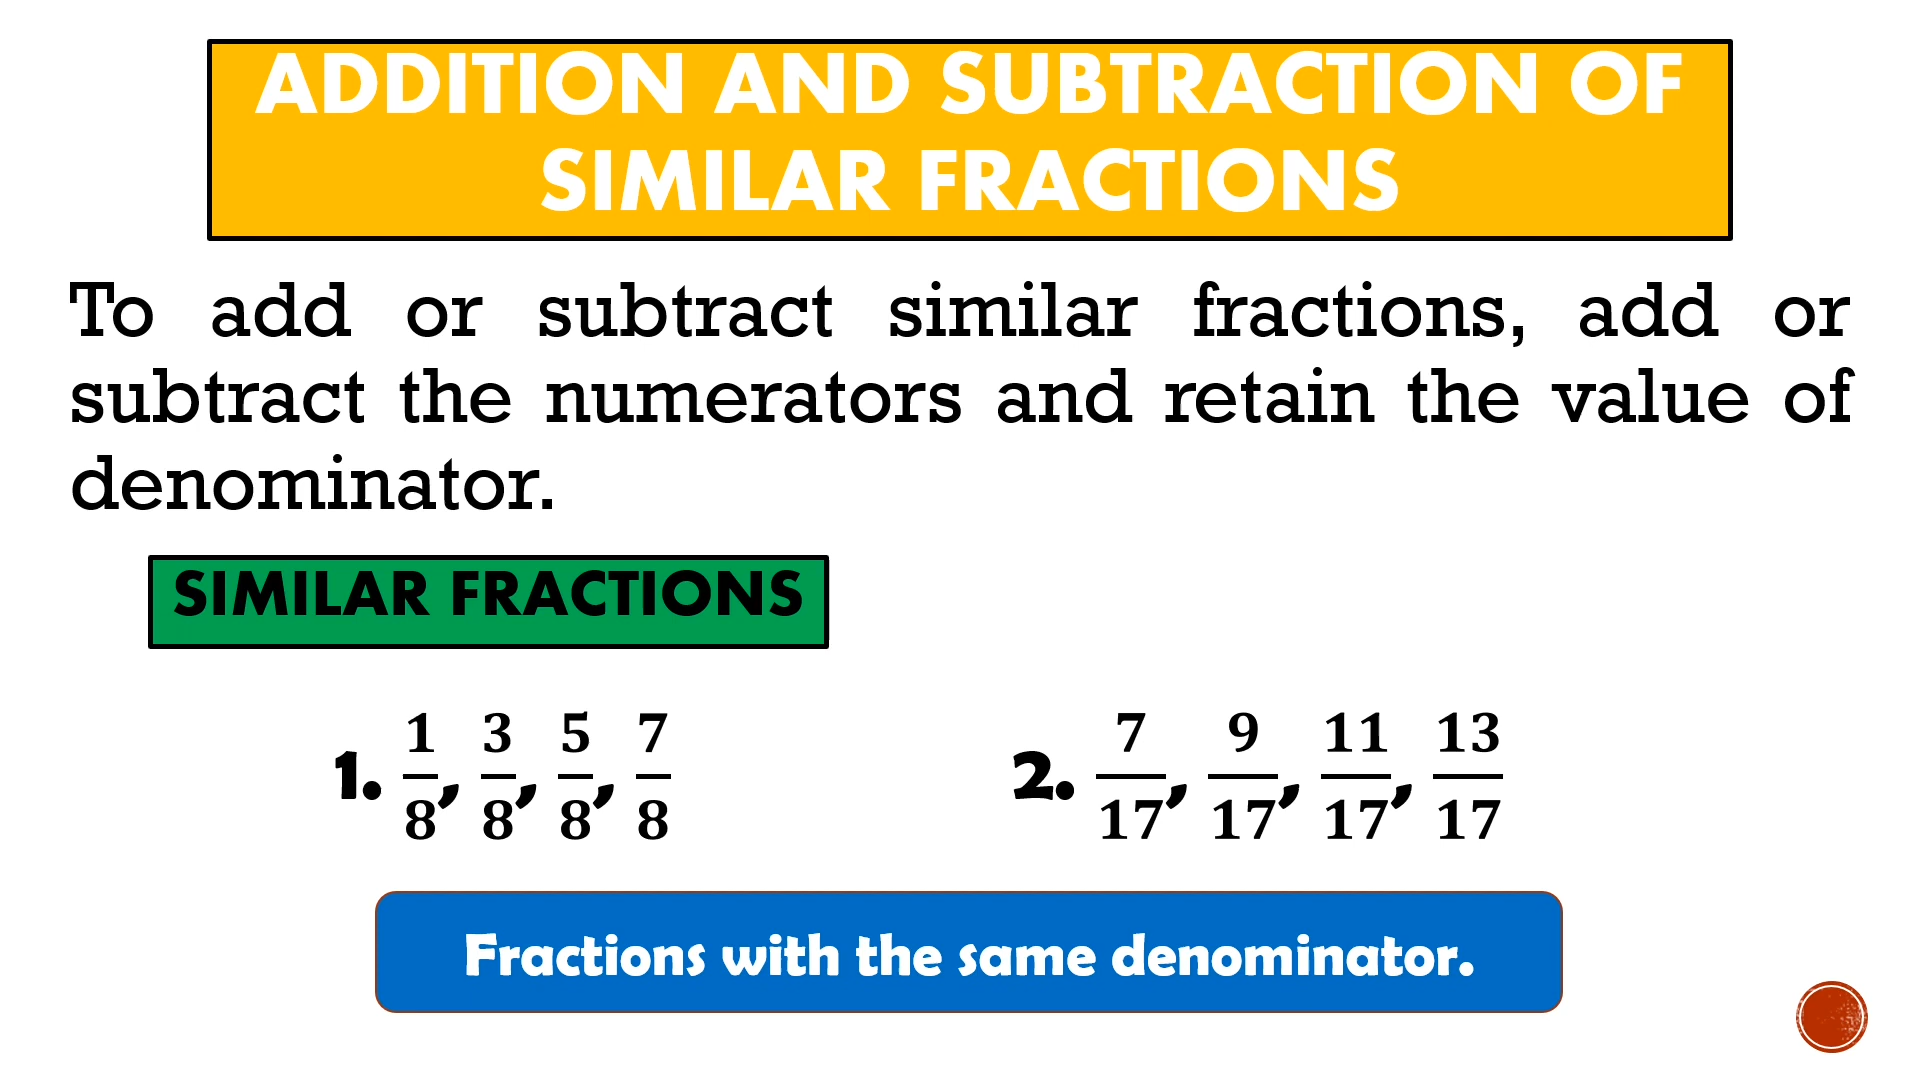 ADDITION AND SUBTRACTION OF
SIMILAR FRACTIONS
To add or subtract similar fractions, add or
subtract the numerators and retain the value of
denominator.
SIMILAR FRACTIONS
1. 1/8, 3/8, 5/8, 7/8
2. 7/17, 9/17, 11/17, 13/17
Fractions with the same denominator.